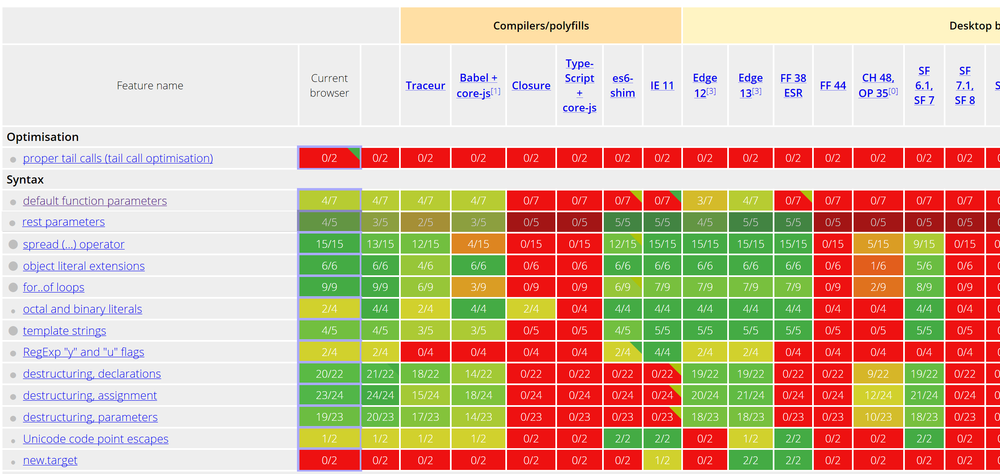 Compilers/polyfills Desktop b
Feature name Current browser Traceur Babel + core-js[1] Closure Type-Script + core-js es6-shim IE 11 Edge 12[3] Edge 13[3] FF 38 ESR FF 44 CH 48, OP 35[0] SF 6.1, SF 7 SF 7.1, SF 8 S
Optimisation
proper tail calls (tail call optimisation) 0/2 0/2 0/2 0/2 0/2 0/2 0/2 0/2 0/2 0/2 0/2 0/2 0/2 0/2 0/2 0
Syntax
default function parameters 4/7 4/7 4/7 4/7 0/7 0/7 0/7 0/7 3/7 4/7 0/7 0/7 0/7 0/7 0/7 0
rest parameters 4/5 3/5 2/5 3/5 0/5 0/5 5/5 5/5 4/5 5/5 5/5 0/5 0/5 0/5 0/5 0
spread (...) operator 15/15 13/15 12/15 4/15 0/15 0/15 12/15 15/15 15/15 15/15 15/15 0/15 5/15 9/15 0/15 0
object literal extensions 6/6 6/6 4/6 6/6 0/6 0/6 6/6 6/6 6/6 6/6 6/6 0/6 1/6 5/6 0/6 0
for..of loops 9/9 9/9 6/9 3/9 0/9 0/9 6/9 7/9 7/9 7/9 7/9 0/9 2/9 8/9 0/9 0
octal and binary literals 2/4 4/4 2/4 4/4 2/4 0/4 4/4 4/4 4/4 4/4 4/4 0/4 0/4 4/4 0/4 0
template strings 4/5 4/5 3/5 3/5 0/5 0/5 4/5 5/5 5/5 5/5 5/5 0/5 0/5 5/5 0/5 0
RegExp "y" and "u" flags 2/4 2/4 0/4 0/4 0/4 0/4 2/4 4/4 2/4 2/4 0/4 0/4 0/4 0/4 0/4 0
destructuring, declarations 20/22 21/22 18/22 14/22 0/22 0/22 0/22 0/22 19/22 19/22 0/22 0/22 9/22 19/22 0/22 0
destructuring, assignment 23/24 24/24 15/24 18/24 0/24 0/24 0/24 0/24 20/24 21/24 0/24 0/24 12/24 21/24 0/24 0
destructuring, parameters 19/23 20/23 17/23 14/23 0/23 0/23 0/23 0/23 18/23 18/23 0/23 0/23 10/23 18/23 0/23 0
Unicode code point escapes 1/2 1/2 1/2 1/2 0/2 0/2 2/2 2/2 0/2 1/2 2/2 0/2 0/2 2/2 0/2 0
new.target 0/2 0/2 0/2 0/2 0/2 0/2 0/2 1/2 0/2 2/2 2/2 0/2 0/2 0/2 0/2 0